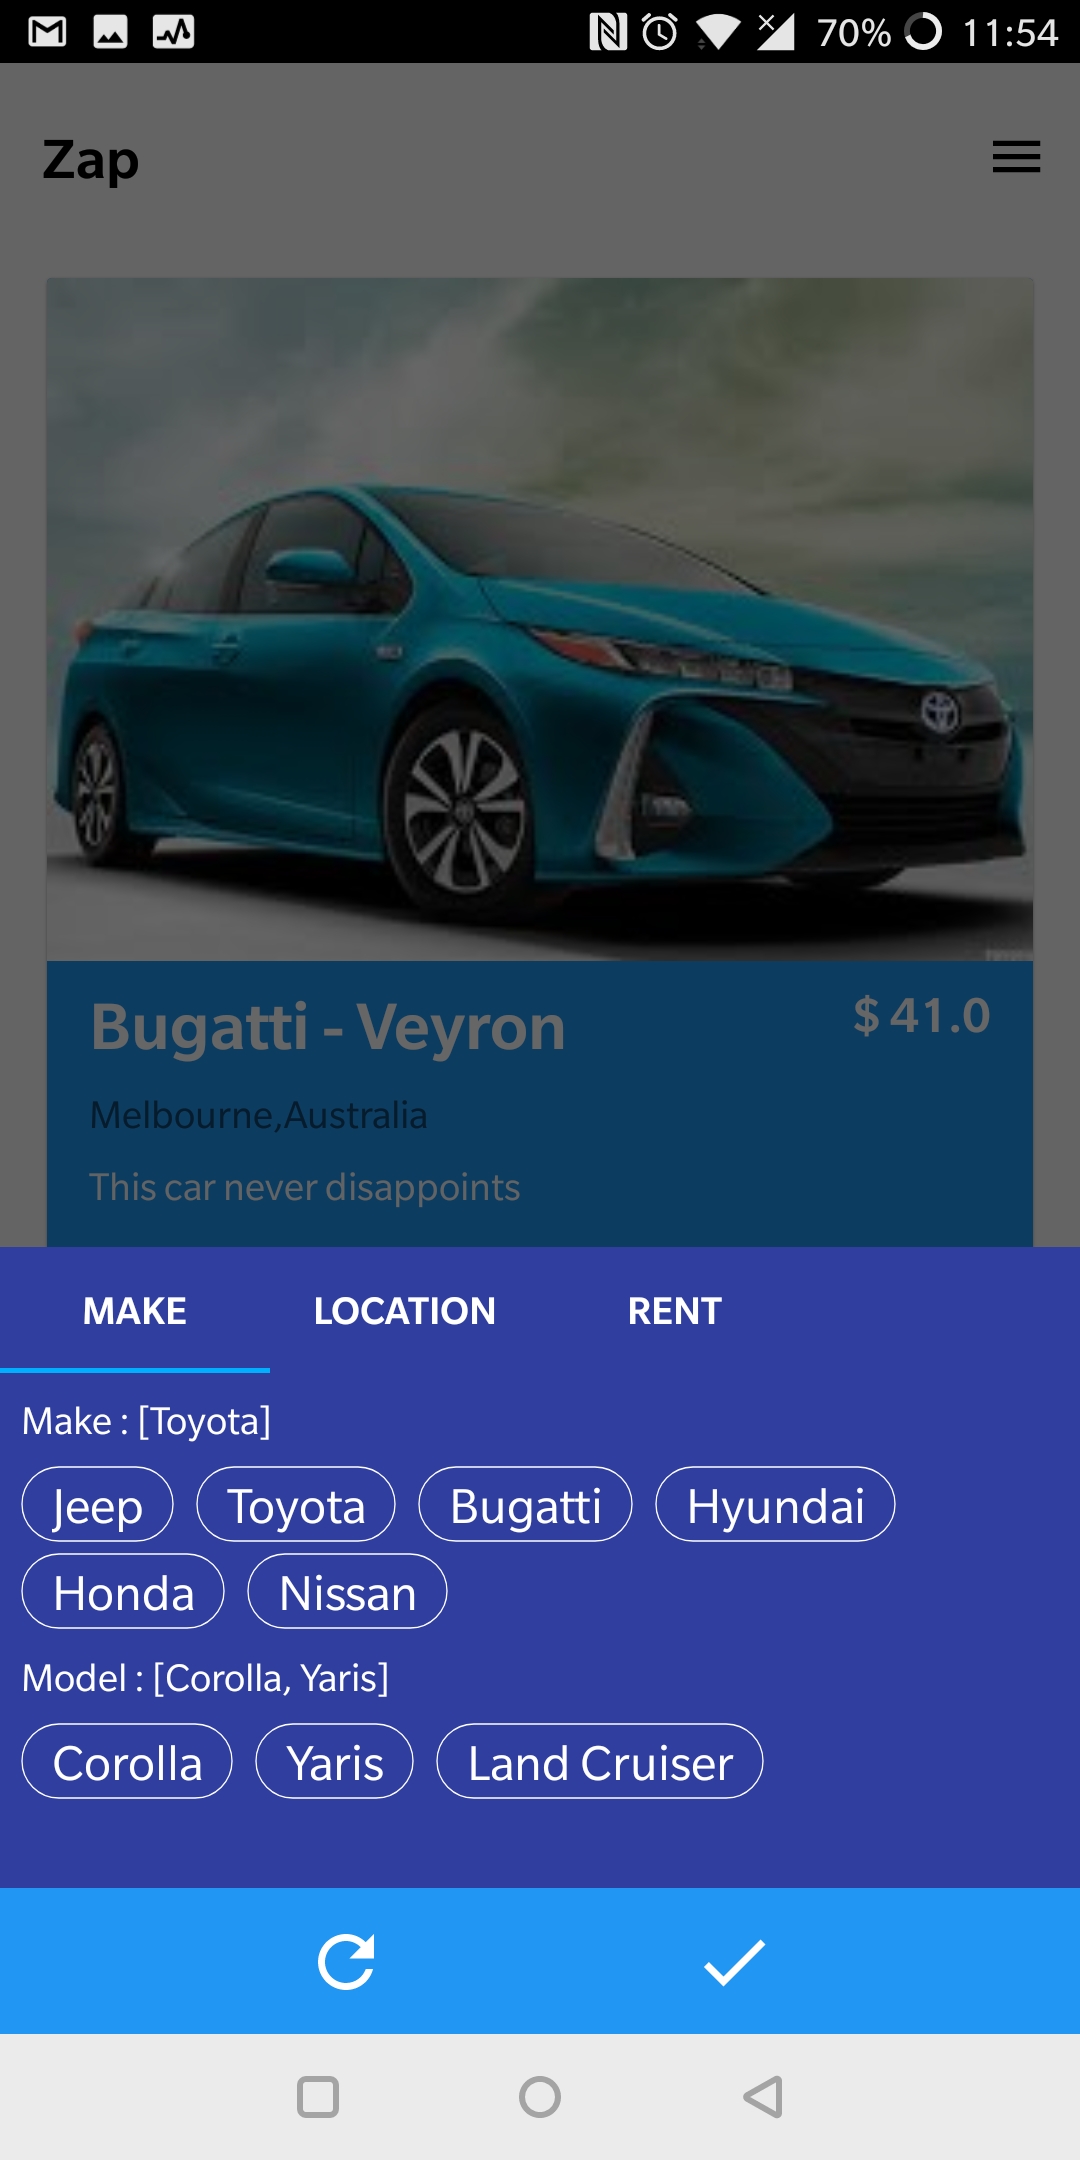 70% 11:54
Zap
Bugatti - Veyron $ 41.0
Melbourne,Australia
This car never disappoints
MAKE LOCATION RENT
Make : [Toyota]
Jeep Toyota Bugatti Hyundai
Honda Nissan
Model : [Corolla, Yaris]
Corolla Yaris Land Cruiser